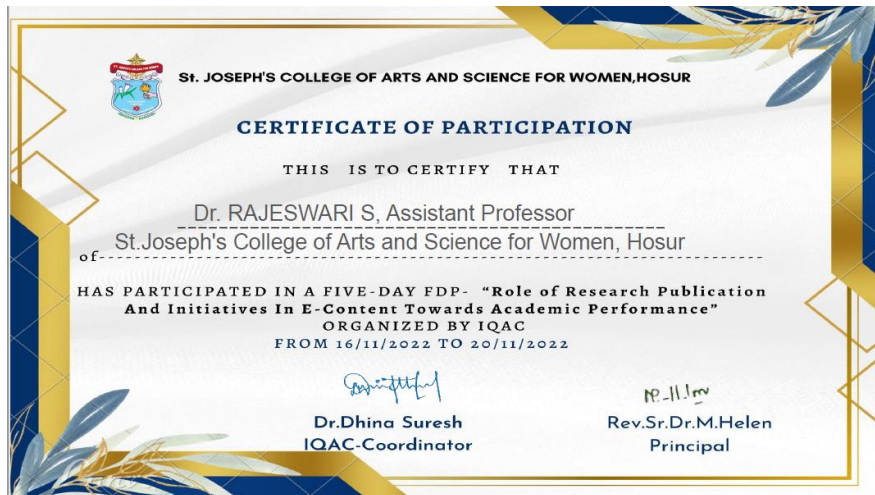 St. JOSEPH'S COLLEGE OF ARTS AND SCIENCE FOR WOMEN,HOSUR
CERTIFICATE OF PARTICIPATION
THIS IS TO CERTIFY THAT
Dr. RAJESWARI S, Assistant Professor
of St.Joseph's College of Arts and Science for Women, Hosur
HAS PARTICIPATED IN A FIVE-DAY FDP- “Role of Research Publication
And Initiatives In E-Content Towards Academic Performance”
ORGANIZED BY IQAC
FROM 16/11/2022 TO 20/11/2022
Dr.Dhina Suresh
IQAC-Coordinator
Rev.Sr.Dr.M.Helen
Principal